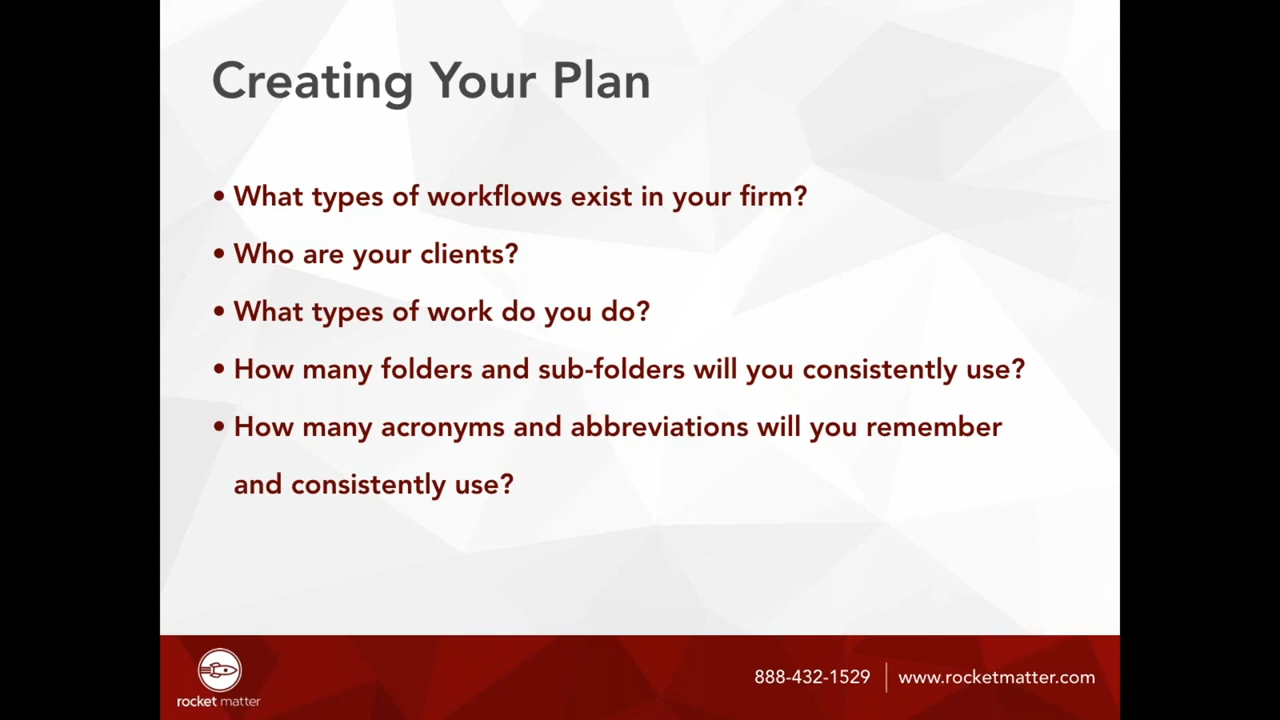 Creating Your Plan
• What types of workflows exist in your firm?
• Who are your clients?
• What types of work do you do?
• How many folders and sub-folders will you consistently use?
• How many acronyms and abbreviations will you remember
and consistently use?
rocket matter
888-432-1529 | www.rocketmatter.com